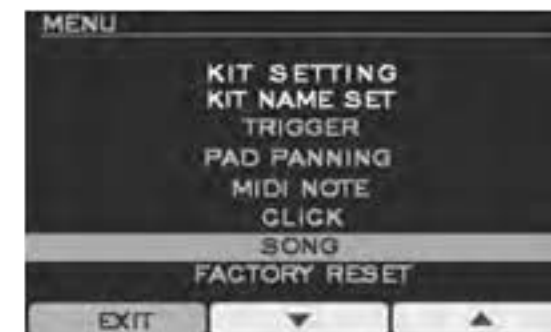 MENU
KIT SETTING
KIT NAME SET
TRIGGER
PAD PANNING
MIDI NOTE
CLICK
SONG
FACTORY RESET
EXIT ▼ ▲